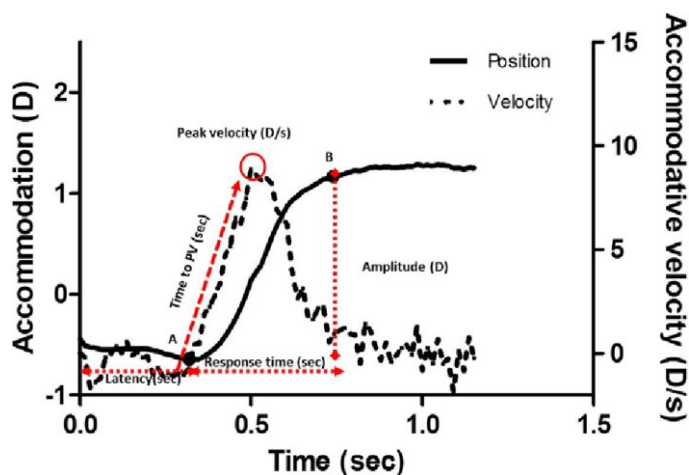 15
Position
2
Velocity
Peak velocity (D/s)
10
B
1
Time to PV (sec)
5
Amplitude (D)
0
A
Response time (sec)
0
Latency(sec)
-1
0.0
0.5
1.0
1.5
Time (sec)
Accommodation (D)
Accommodative velocity (D/s)